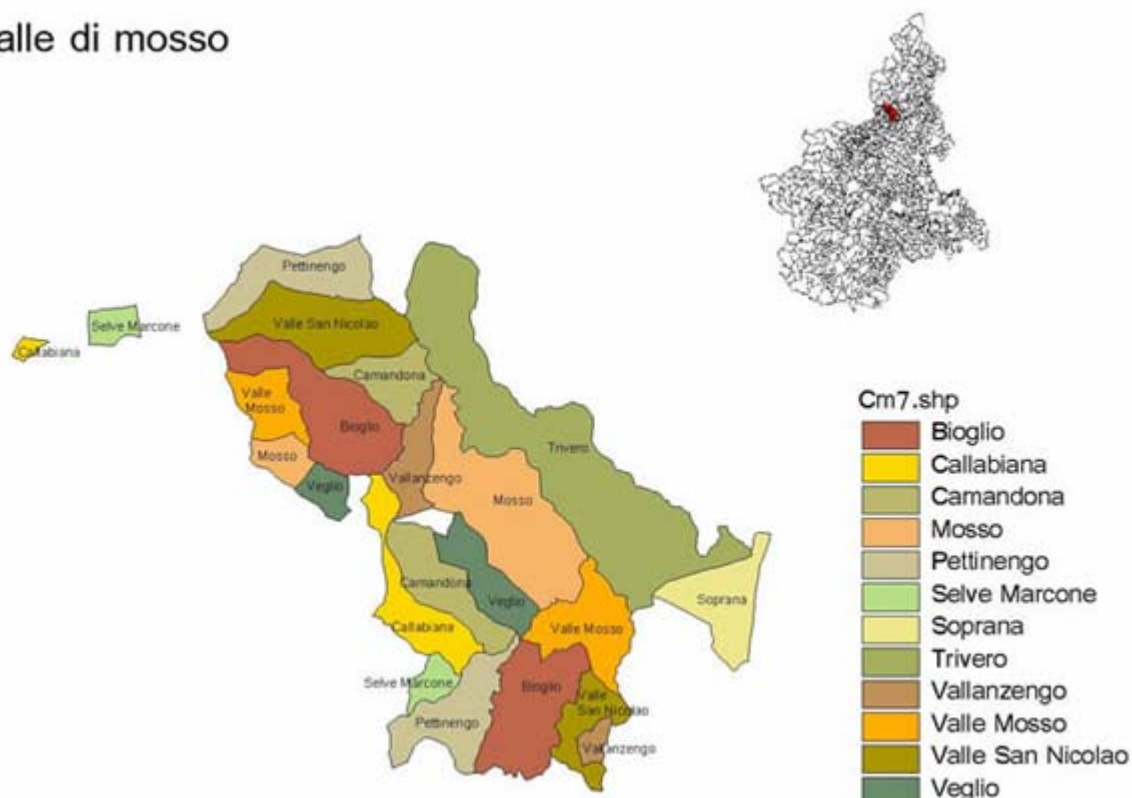 alle di mosso
Pettinengo
Selve Marcone
Valle San Nicolao
Callabiana
Camandona
Valle
Mosso
Bioglio
Trivero
Mosso
Vallanzengo
Veglio
Mosso
Camandona
Veglio
Soprana
Callabiana
Valle Mosso
Selve Marcone
Bioglio
Valle
San Nicolao
Pettinengo
Vallanzengo
Cm7.shp
Bioglio
Callabiana
Camandona
Mosso
Pettinengo
Selve Marcone
Soprana
Trivero
Vallanzengo
Valle Mosso
Valle San Nicolao
Veglio